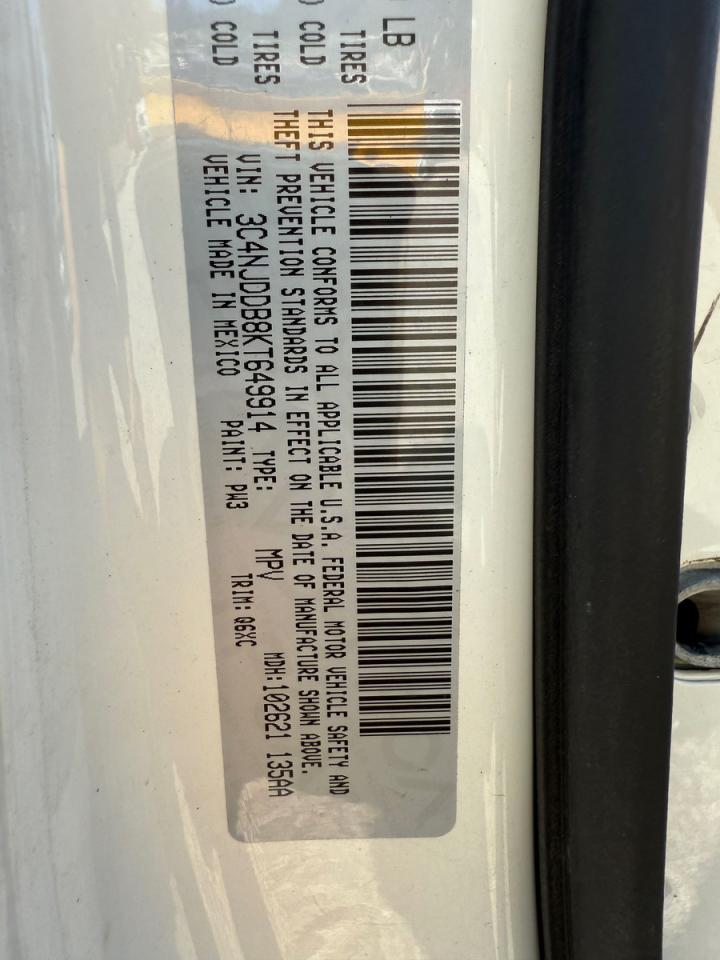 LB
) COLD TIRES
) COLD TIRES
THIS VEHICLE CONFORMS TO ALL APPLICABLE U.S.A. FEDERAL MOTOR VEHICLE SAFETY AND
THEFT PREVENTION STANDARDS IN EFFECT ON THE DATE OF MANUFACTURE SHOWN ABOVE.
VIN: 3C4NJDDB8KT649914 TYPE: MPV MDH:102621 135AA
VEHICLE MADE IN MEXICO PAINT: PW3 TRIM: Q6XC